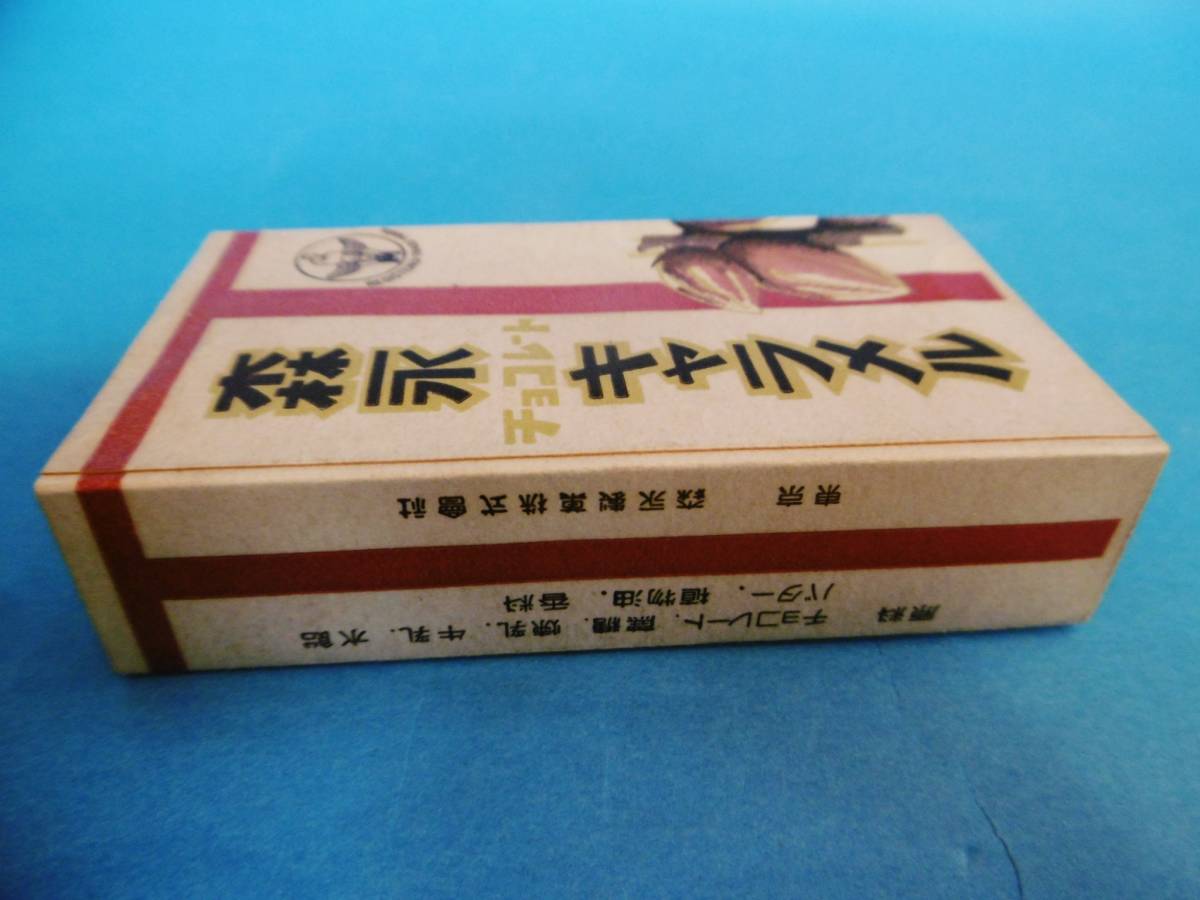 森永
チョコレート
キャラメル
東京 森永製菓株式會社
原料 チョコレート．蔗糖．煉乳．牛乳．水飴
バター．植物油．香料